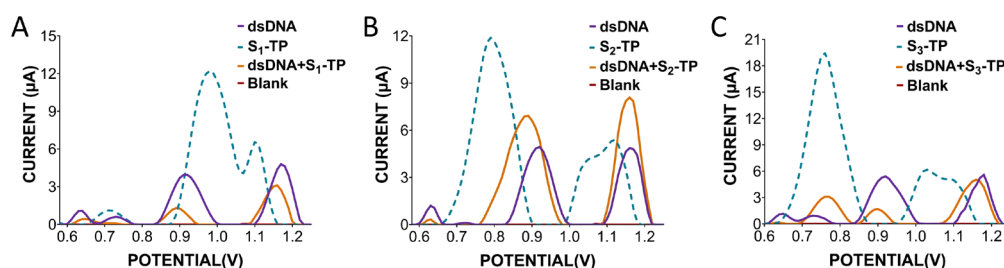 A
dsDNA
S₁-TP
dsDNA+S₁-TP
Blank
CURRENT (µA)
15
12
9
6
3
0
0.6 0.7 0.8 0.9 1.0 1.1 1.2
POTENTIAL(V)
B
dsDNA
S₂-TP
dsDNA+S₂-TP
Blank
CURRENT (µA)
12
9
6
3
0
0.6 0.7 0.8 0.9 1.0 1.1 1.2
POTENTIAL(V)
C
dsDNA
S₃-TP
dsDNA+S₃-TP
Blank
CURRENT (µA)
21
18
15
12
9
6
3
0
0.6 0.7 0.8 0.9 1.0 1.1 1.2
POTENTIAL(V)